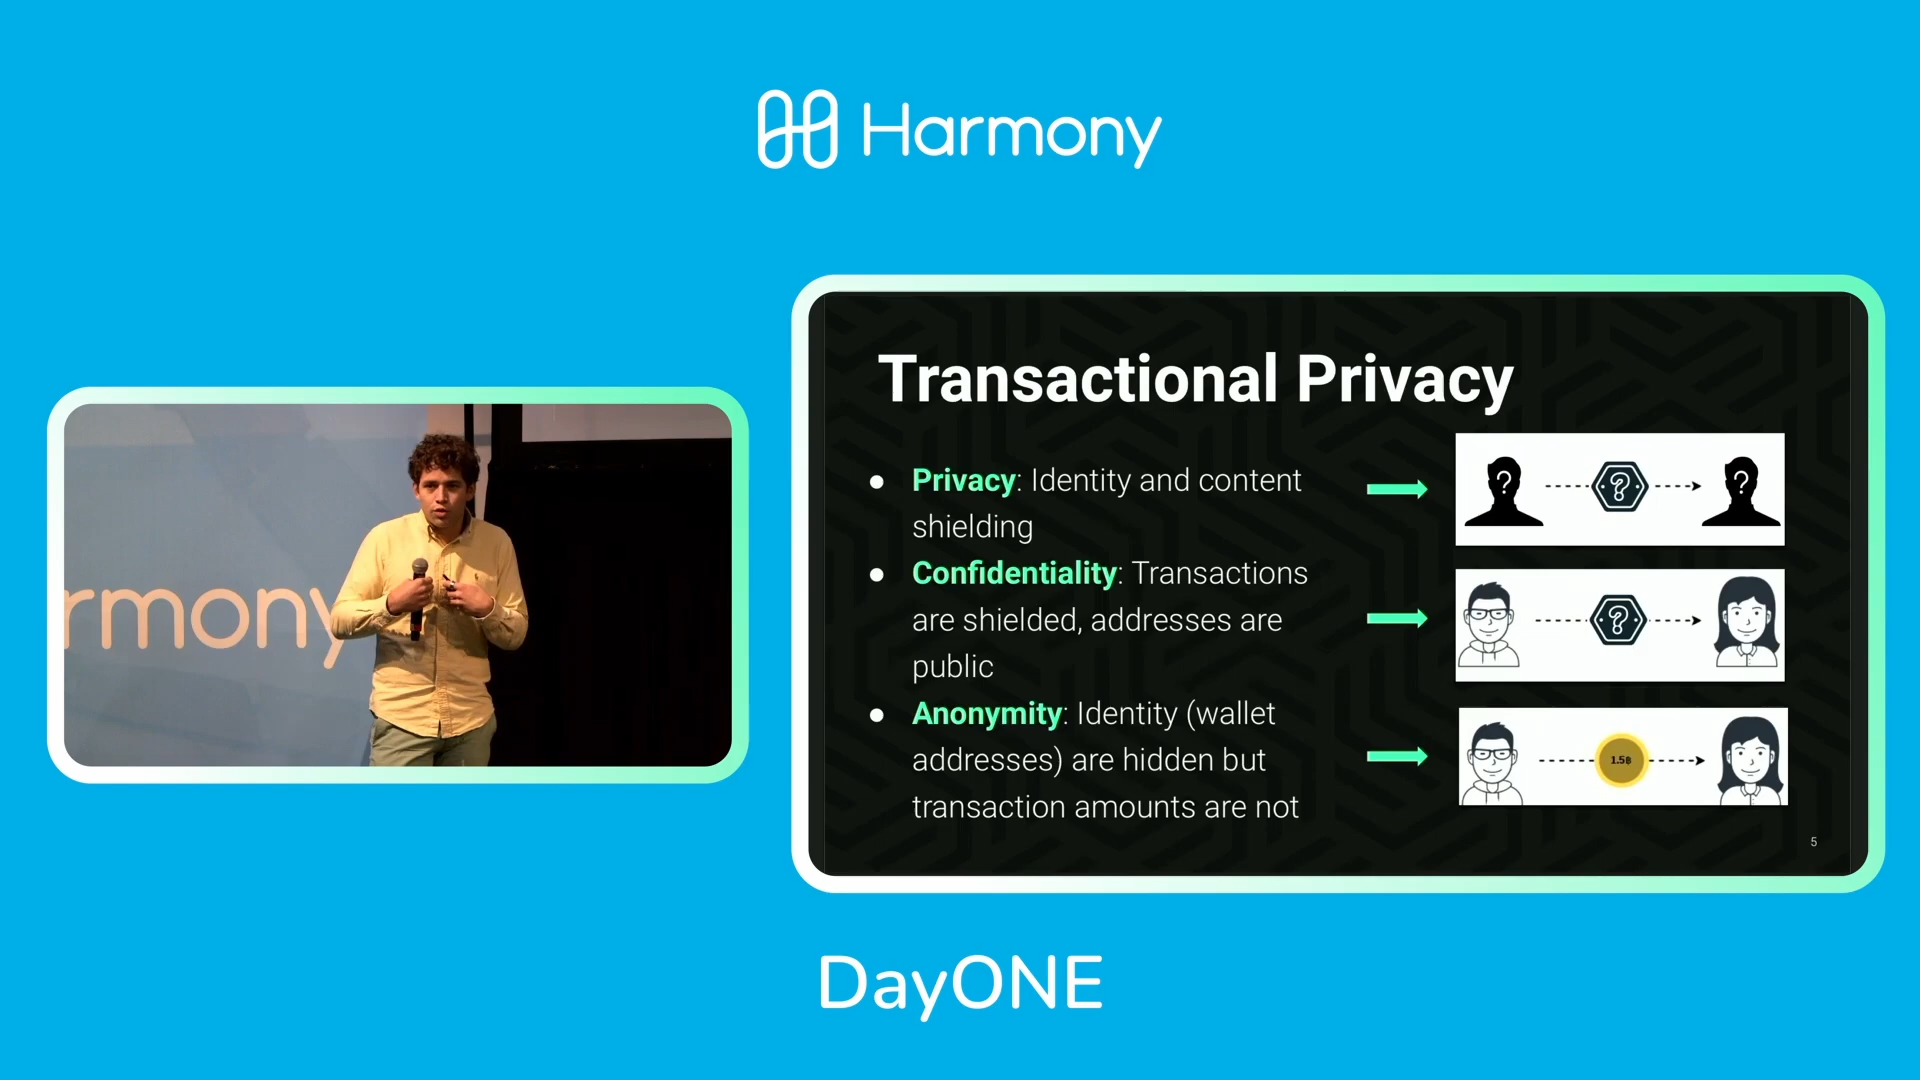 Harmony
rmony
Transactional Privacy
● Privacy: Identity and content
shielding
● Confidentiality: Transactions
are shielded, addresses are
public
● Anonymity: Identity (wallet
addresses) are hidden but
transaction amounts are not
?
?
?
?
1.5฿
5
DayONE